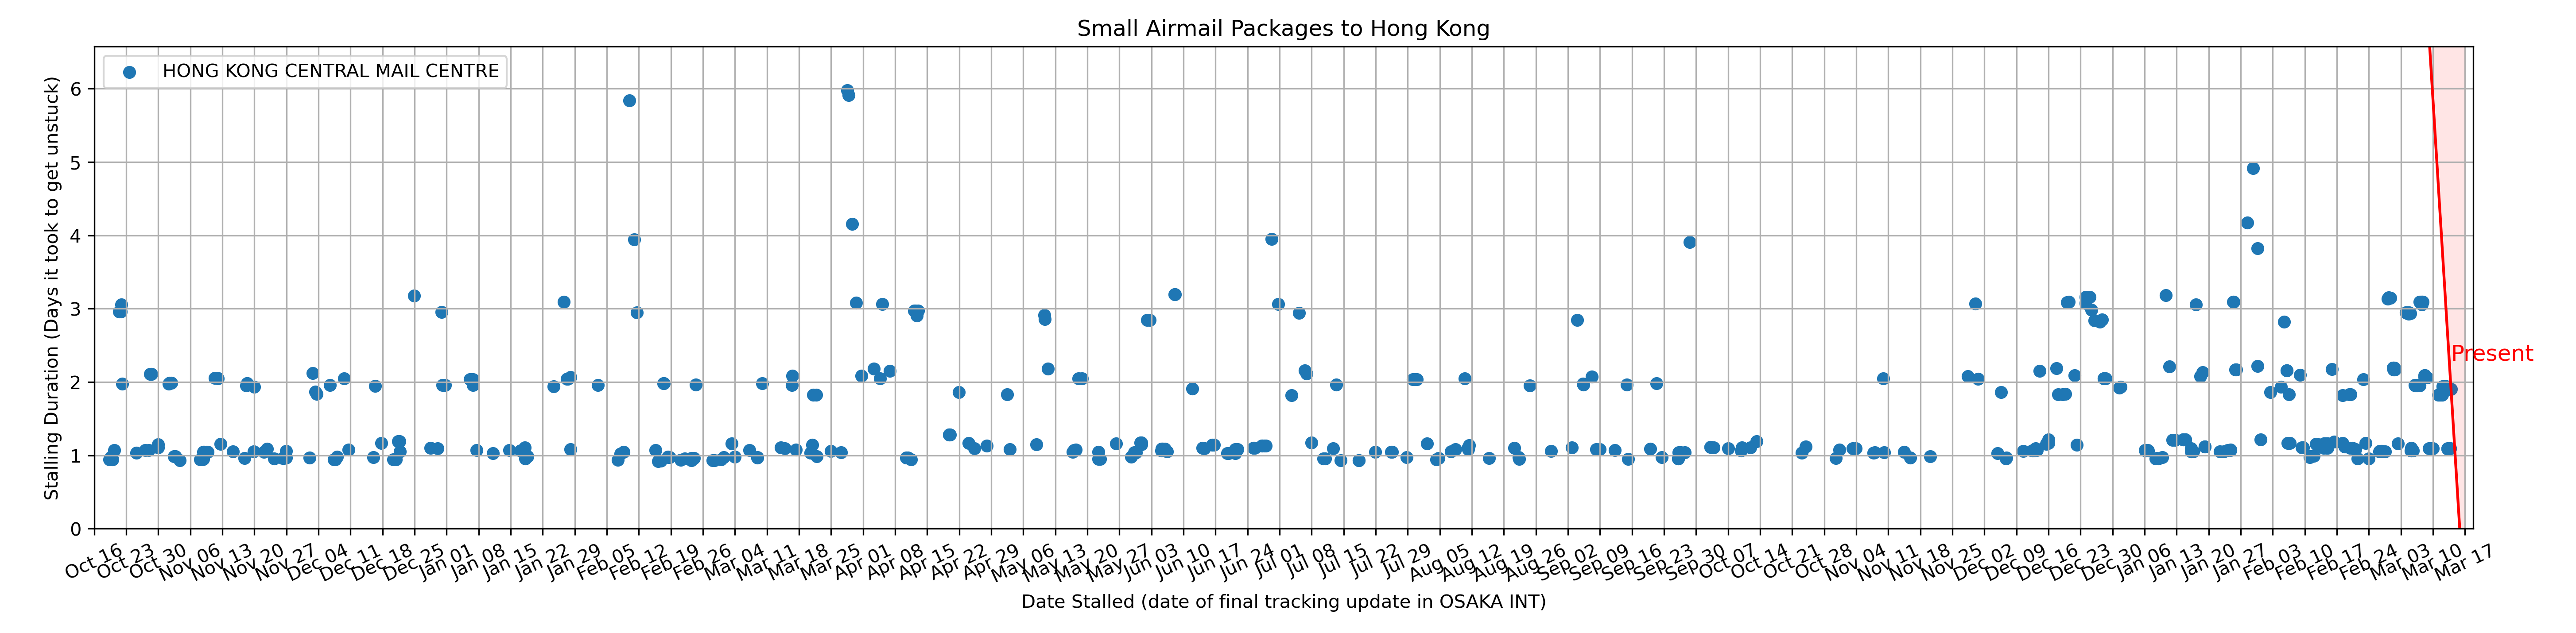 Small Airmail Packages to Hong Kong
HONG KONG CENTRAL MAIL CENTRE
Stalling Duration (Days it took to get unstuck)
6
5
4
3
2
1
0
Present
Oct 16 Oct 23 Oct 30 Nov 06 Nov 13 Nov 20 Nov 27 Dec 04 Dec 11 Dec 18 Dec 25 Jan 01 Jan 08 Jan 15 Jan 22 Jan 29 Feb 05 Feb 12 Feb 19 Feb 26 Mar 04 Mar 11 Mar 18 Mar 25 Apr 01 Apr 08 Apr 15 Apr 22 Apr 29 May 06 May 13 May 20 May 27 Jun 03 Jun 10 Jun 17 Jun 24 Jul 01 Jul 08 Jul 15 Jul 22 Jul 29 Aug 05 Aug 12 Aug 19 Aug 26 Sep 02 Sep 09 Sep 16 Sep 23 Sep 30 Oct 07 Oct 14 Oct 21 Oct 28 Nov 04 Nov 11 Nov 18 Nov 25 Dec 02 Dec 09 Dec 16 Dec 23 Dec 30 Jan 06 Jan 13 Jan 20 Jan 27 Feb 03 Feb 10 Feb 17 Feb 24 Mar 03 Mar 10 Mar 17
Date Stalled (date of final tracking update in OSAKA INT)